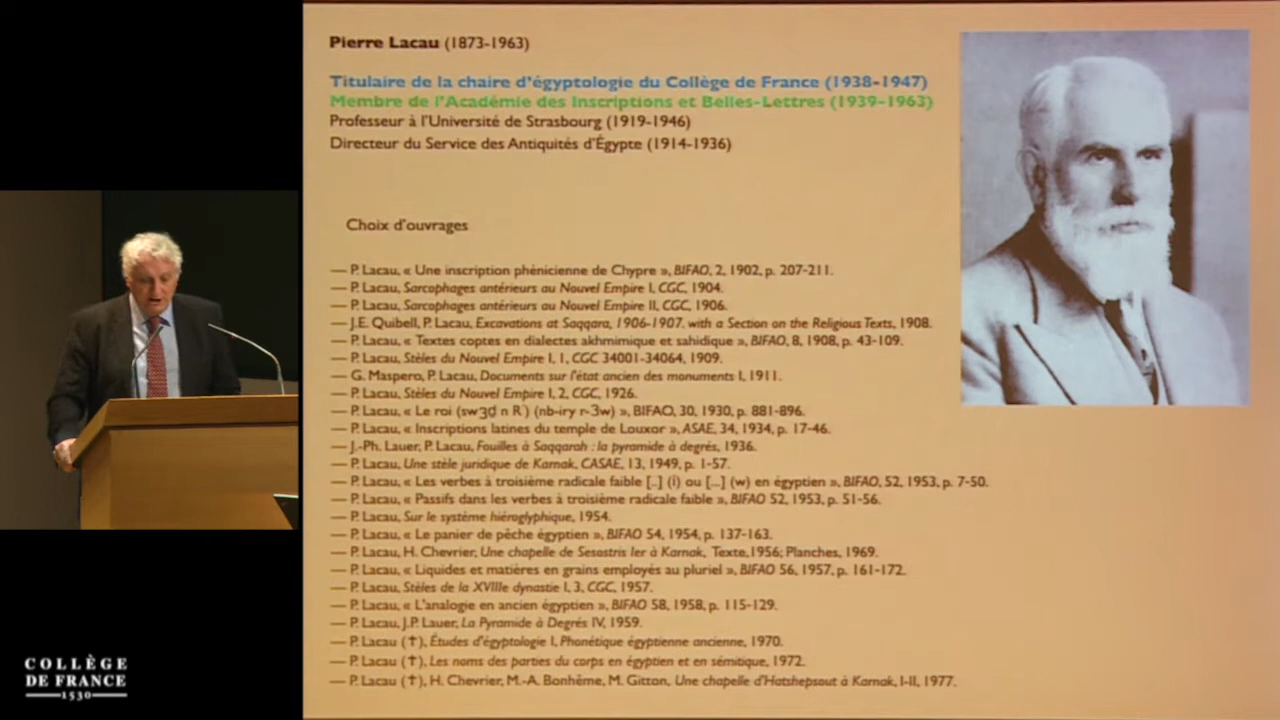 Pierre Lacau (1873-1963)
Titulaire de la chaire d'égyptologie du Collège de France (1938-1947)
Membre de l'Académie des Inscriptions et Belles-Lettres (1939-1963)
Professeur à l'Université de Strasbourg (1919-1946)
Directeur du Service des Antiquités d'Égypte (1914-1936)
Choix d'ouvrages
— P. Lacau, « Une inscription phénicienne de Chypre », BIFAO, 2, 1902, p. 207-211.
— P. Lacau, Sarcophages antérieurs au Nouvel Empire I, CGC, 1904.
— P. Lacau, Sarcophages antérieurs au Nouvel Empire II, CGC, 1906.
— J.E. Quibell, P. Lacau, Excavations at Saqqara, 1906-1907. with a Section on the Religious Texts, 1908.
— P. Lacau, « Textes coptes en dialectes akhmimique et sahidique », BIFAO, 8, 1908, p. 43-109.
— P. Lacau, Stèles du Nouvel Empire I, 1, CGC 34001-34064, 1909.
— G. Maspero, P. Lacau, Documents sur l'état ancien des monuments I, 1911.
— P. Lacau, Stèles du Nouvel Empire I, 2, CGC, 1926.
— P. Lacau, « Le roi (sw3ḏ n R) (nb-iry r-3w) », BIFAO, 30, 1930, p. 881-896.
— P. Lacau, « Inscriptions latines du temple de Louxor », ASAE, 34, 1934, p. 17-46.
— J.-Ph. Lauer, P. Lacau, Fouilles à Saqqarah : la pyramide à degrés, 1936.
— P. Lacau, Une stèle juridique de Karnak, CASAE, 13, 1949, p. 1-57.
— P. Lacau, « Les verbes à troisième radicale faible [..] (i) ou [...] (w) en égyptien », BIFAO, 52, 1953, p. 7-50.
— P. Lacau, « Passifs dans les verbes à troisième radicale faible », BIFAO 52, 1953, p. 51-56.
— P. Lacau, Sur le système hiéroglyphique, 1954.
— P. Lacau, « Le panier de pêche égyptien », BIFAO 54, 1954, p. 137-163.
— P. Lacau, H. Chevrier, Une chapelle de Sesostris Ier à Karnak, Texte,1956; Planches, 1969.
— P. Lacau, « Liquides et matières en grains employés au pluriel », BIFAO 56, 1957, p. 161-172.
— P. Lacau, Stèles de la XVIIIe dynastie I, 3, CGC, 1957.
— P. Lacau, « L'analogie en ancien égyptien », BIFAO 58, 1958, p. 115-129.
— P. Lacau, J.P. Lauer, La Pyramide à Degrés IV, 1959.
— P. Lacau (†), Études d'égyptologie I, Phonétique égyptienne ancienne, 1970.
— P. Lacau (†), Les noms des parties du corps en égyptien et en sémitique, 1972.
— P. Lacau (†), H. Chevrier, M.-A. Bonhême, M. Gitton, Une chapelle d'Hatshepsout à Karnak, I-II, 1977.
COLLÈGE
DE FRANCE
1530